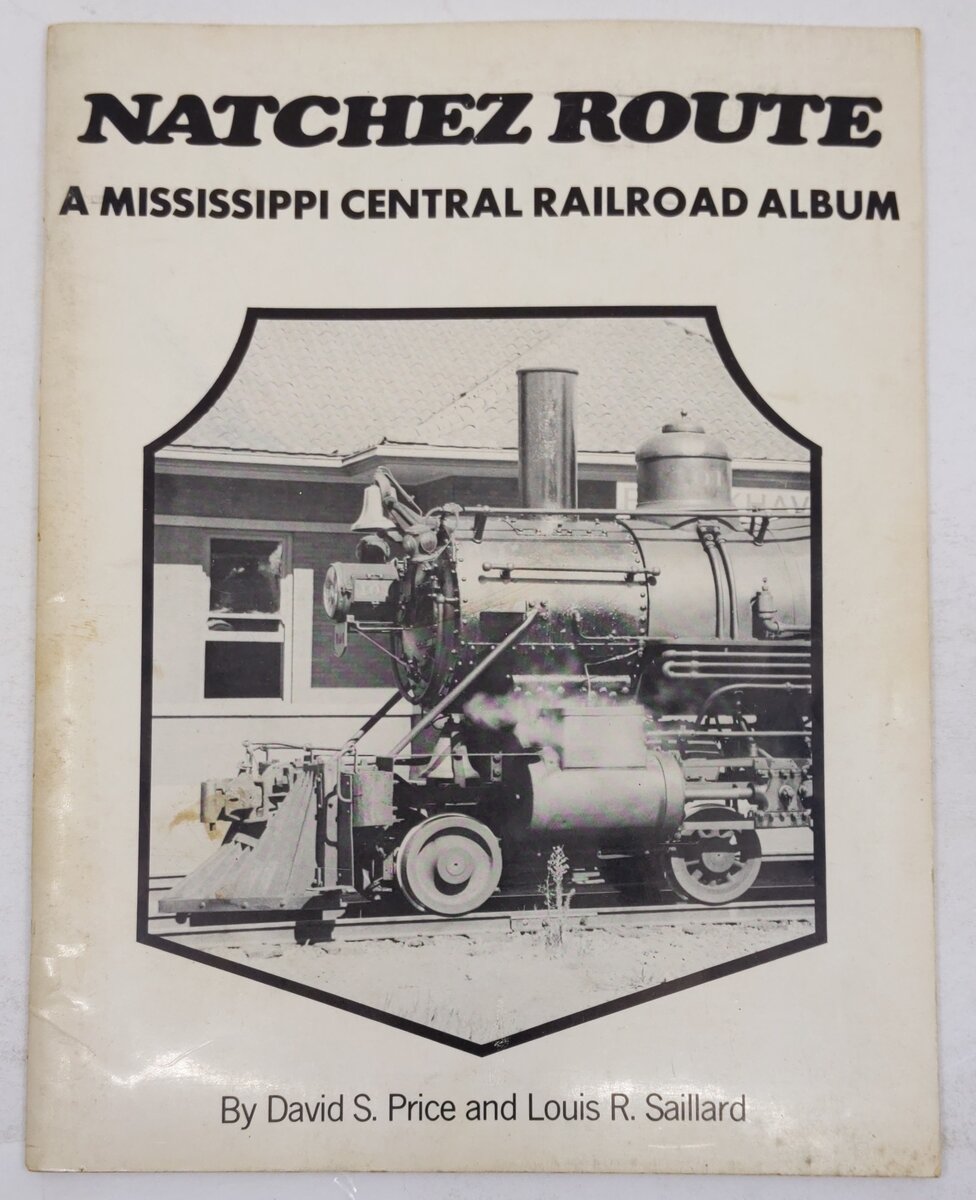 NATCHEZ ROUTE
A MISSISSIPPI CENTRAL RAILROAD ALBUM
By David S. Price and Louis R. Saillard